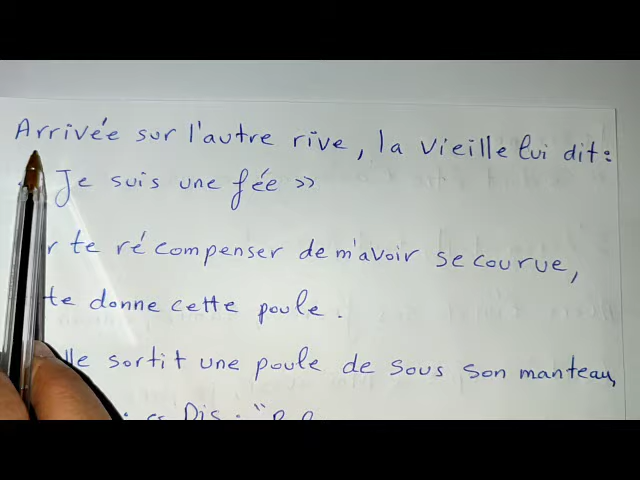 Arrivée sur l'autre rive, la vieille lui dit:
Je suis une fée »
te récompenser de m'avoir secourue,
te donne cette poule.
sortit une poule de sous son manteau,
: « Dis : "